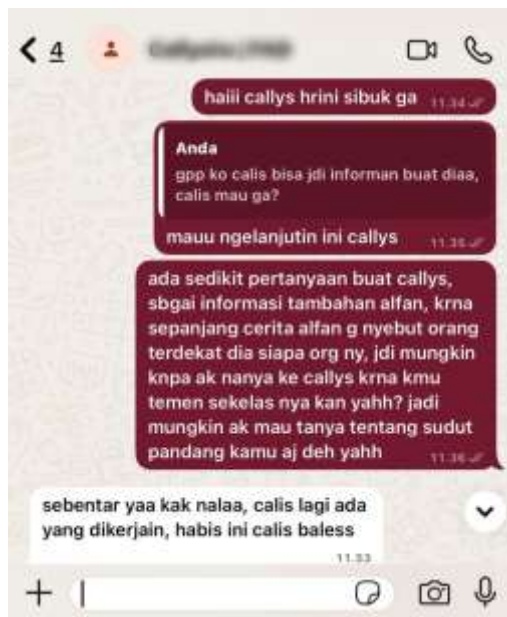 4
haiii callys hrini sibuk ga 11.34
Anda
gpp ko calis bisa jdi informan buat diaa,
calis mau ga?
mauu ngelanjutin ini callys 11.35
ada sedikit pertanyaan buat callys,
sbgai informasi tambahan alfan, krna
sepanjang cerita alfan g nyebut orang
terdekat dia siapa org ny, jdi mungkin
knpa ak nanya ke callys krna kmu
temen sekelas nya kan yahh? jadi
mungkin ak mau tanya tentang sudut
pandang kamu aj deh yahh 11.36
sebentar yaa kak nalaa, calis lagi ada
yang dikerjain, habis ini calis baless
11.53